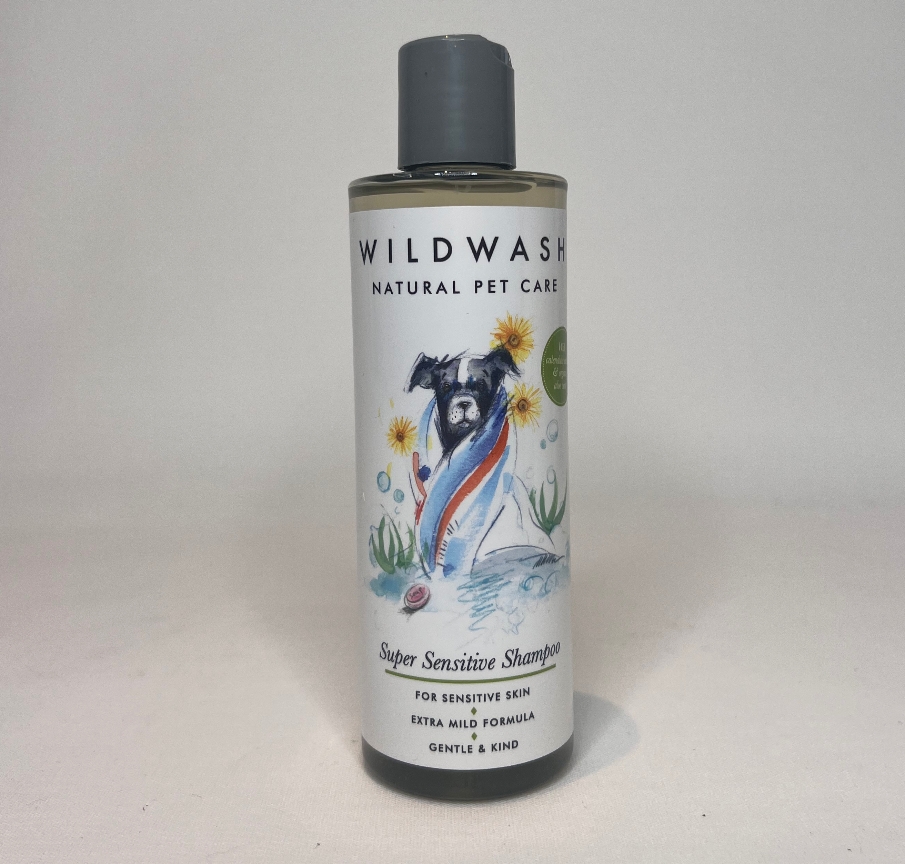 WILDWASH
NATURAL PET CARE
Super Sensitive Shampoo
FOR SENSITIVE SKIN
EXTRA MILD FORMULA
GENTLE & KIND